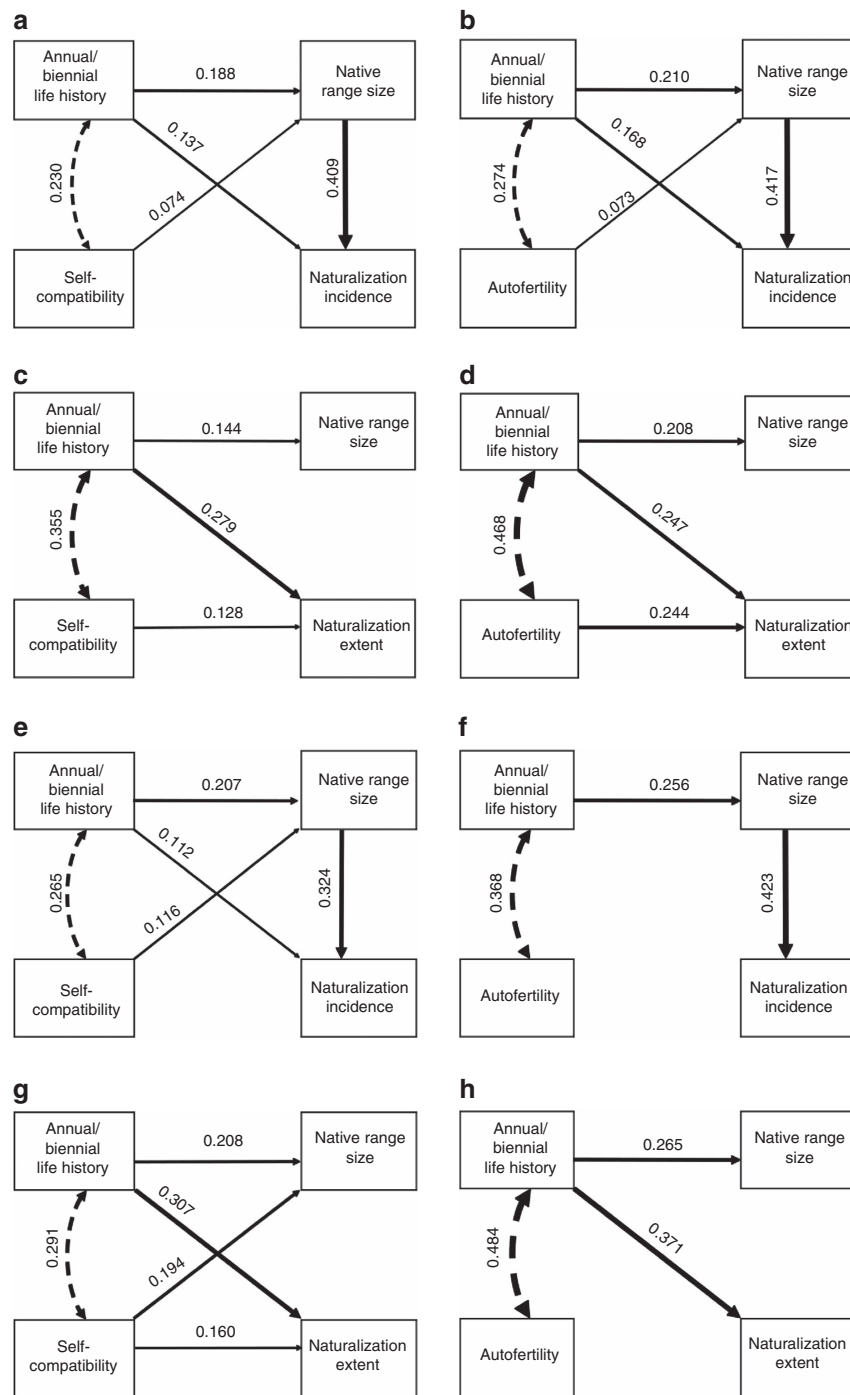 a
Annual/
biennial
life history
0.188
Native
range size
0.137
0.230
0.074
0.409
Self-
compatibility
Naturalization
incidence
b
Annual/
biennial
life history
0.210
Native range
size
0.168
0.274
0.073
0.417
Autofertility
Naturalization
incidence
c
Annual/
biennial
life history
0.144
Native range
size
0.279
0.355
Self-
compatibility
0.128
Naturalization
extent
d
Annual/
biennial
life history
0.208
Native range
size
0.247
0.468
Autofertility
0.244
Naturalization
extent
e
Annual/
biennial
life history
0.207
Native range
size
0.112
0.265
0.116
0.324
Self-
compatibility
Naturalization
incidence
f
Annual/
biennial
life history
0.256
Native range
size
0.368
0.423
Autofertility
Naturalization
incidence
g
Annual/
biennial
life history
0.208
Native range
size
0.307
0.291
0.194
Self-
compatibility
0.160
Naturalization
extent
h
Annual/
biennial
life history
0.265
Native range
size
0.371
0.484
Autofertility
Naturalization
extent